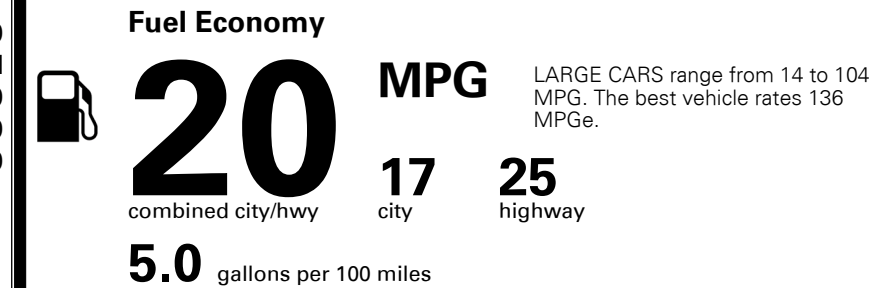 Fuel Economy
20
MPG
LARGE CARS range from 14 to 104
MPG. The best vehicle rates 136
MPGe.
17 25
combined city/hwy city highway
5.0 gallons per 100 miles